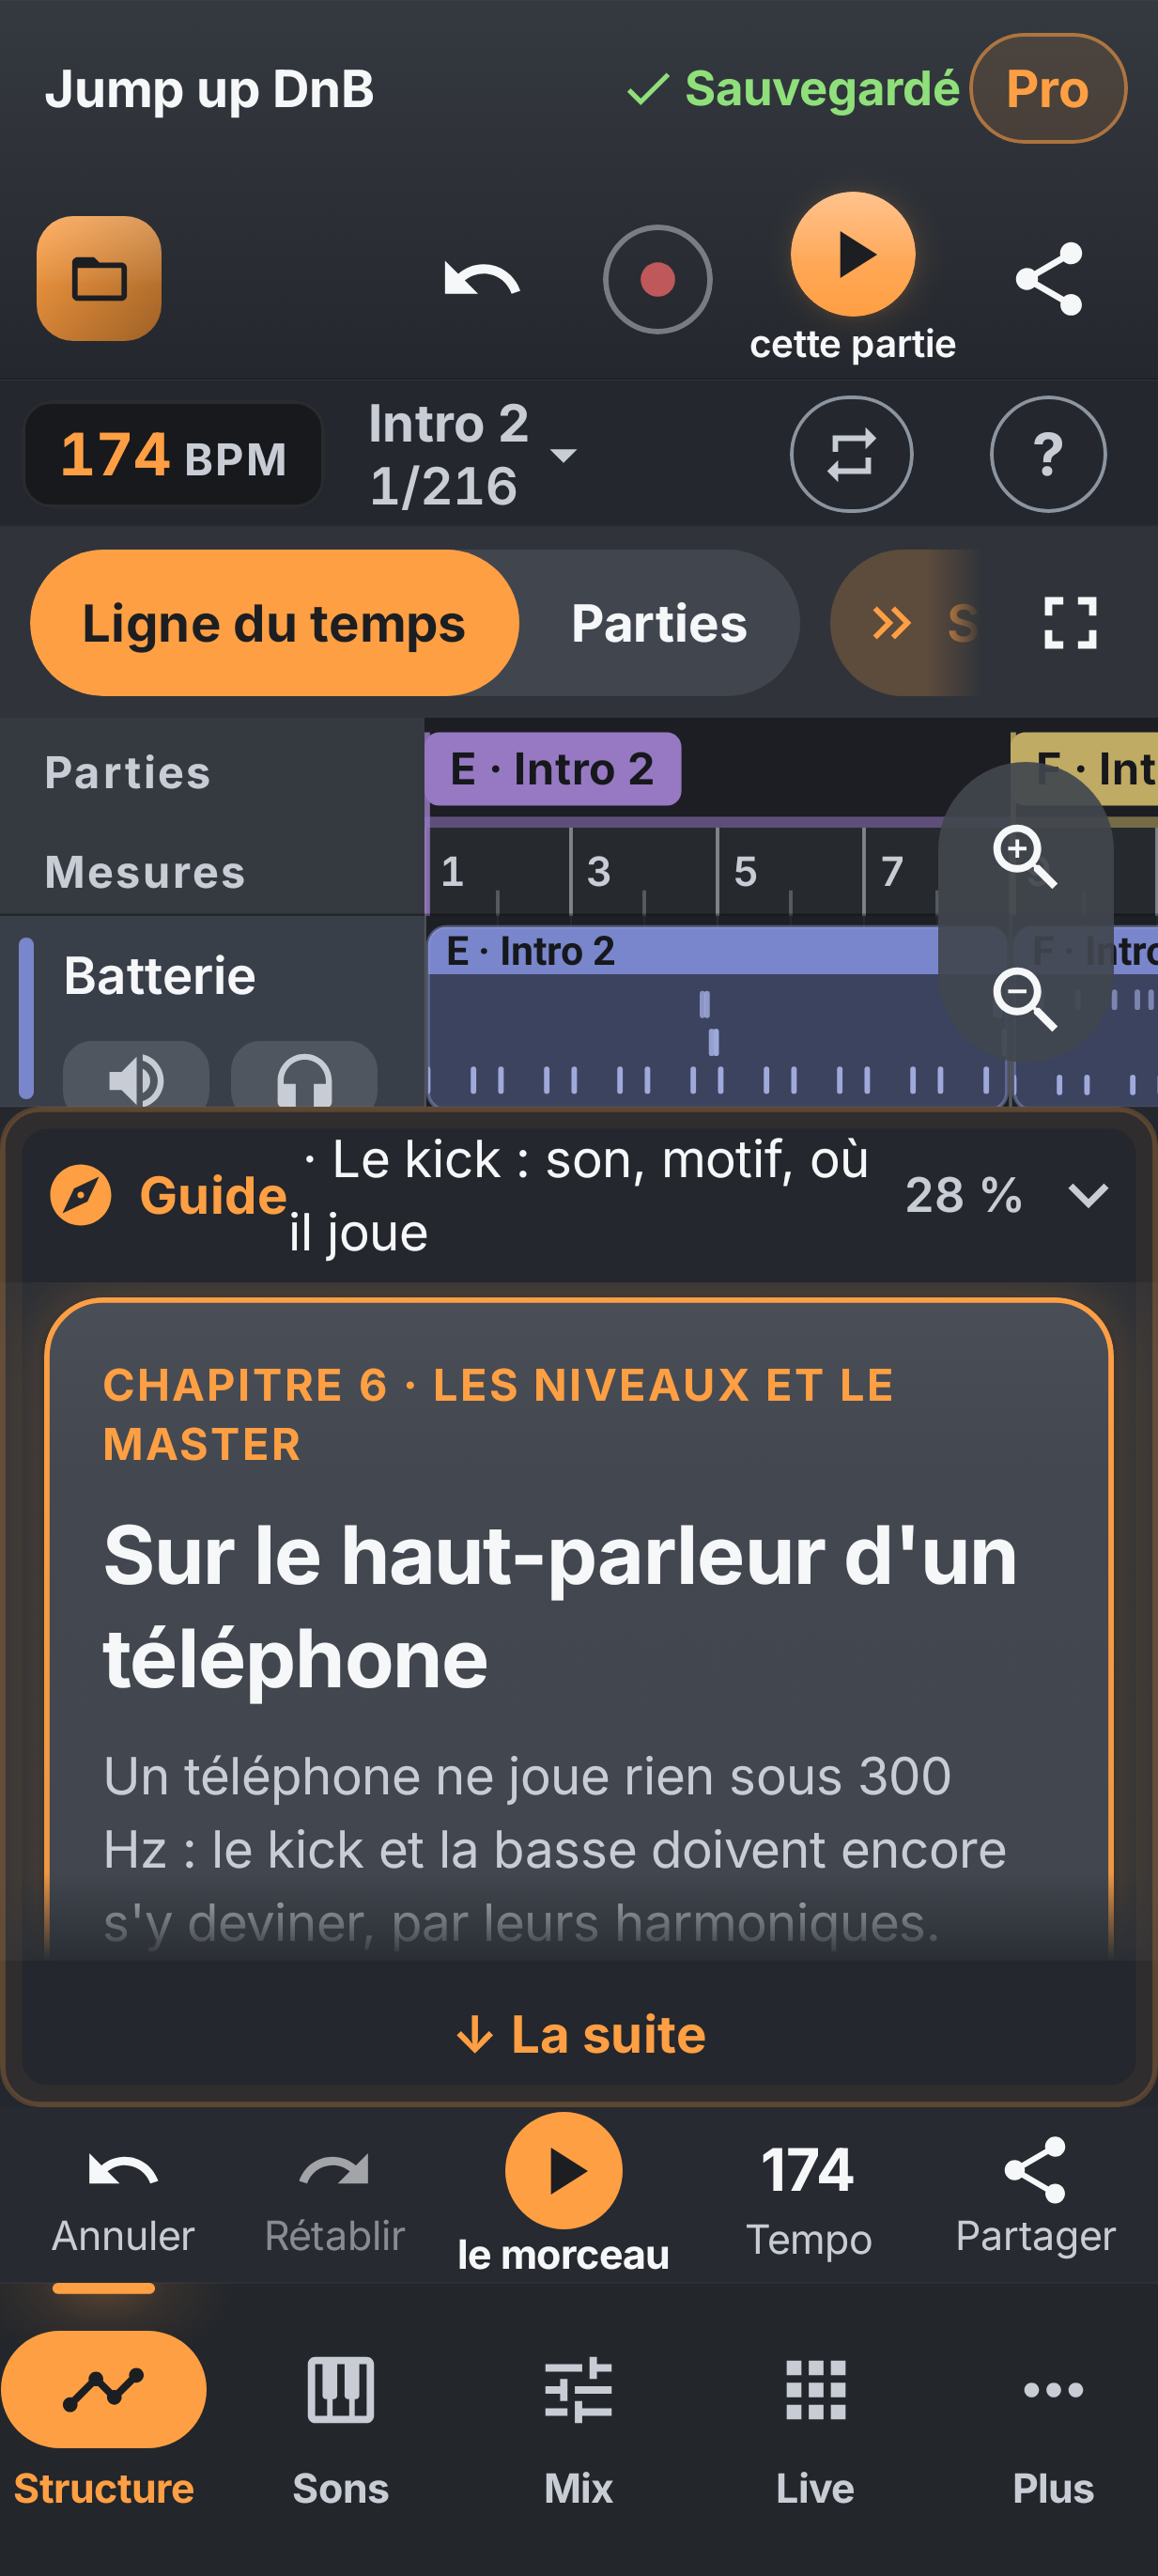 Jump up DnB
Sauvegardé
Pro
cette partie
174 BPM
Intro 2
1/216
?
Ligne du temps
Parties
Parties
E · Intro 2
F · Int
Mesures
1
3
5
7
Batterie
E · Intro 2
F · Intro
Guide
· Le kick : son, motif, où
il joue
28 %
CHAPITRE 6 · LES NIVEAUX ET LE
MASTER
Sur le haut-parleur d'un
téléphone
Un téléphone ne joue rien sous 300
Hz : le kick et la basse doivent encore
s'y deviner, par leurs harmoniques.
↓ La suite
Annuler
Rétablir
le morceau
174
Tempo
Partager
Structure
Sons
Mix
Live
Plus